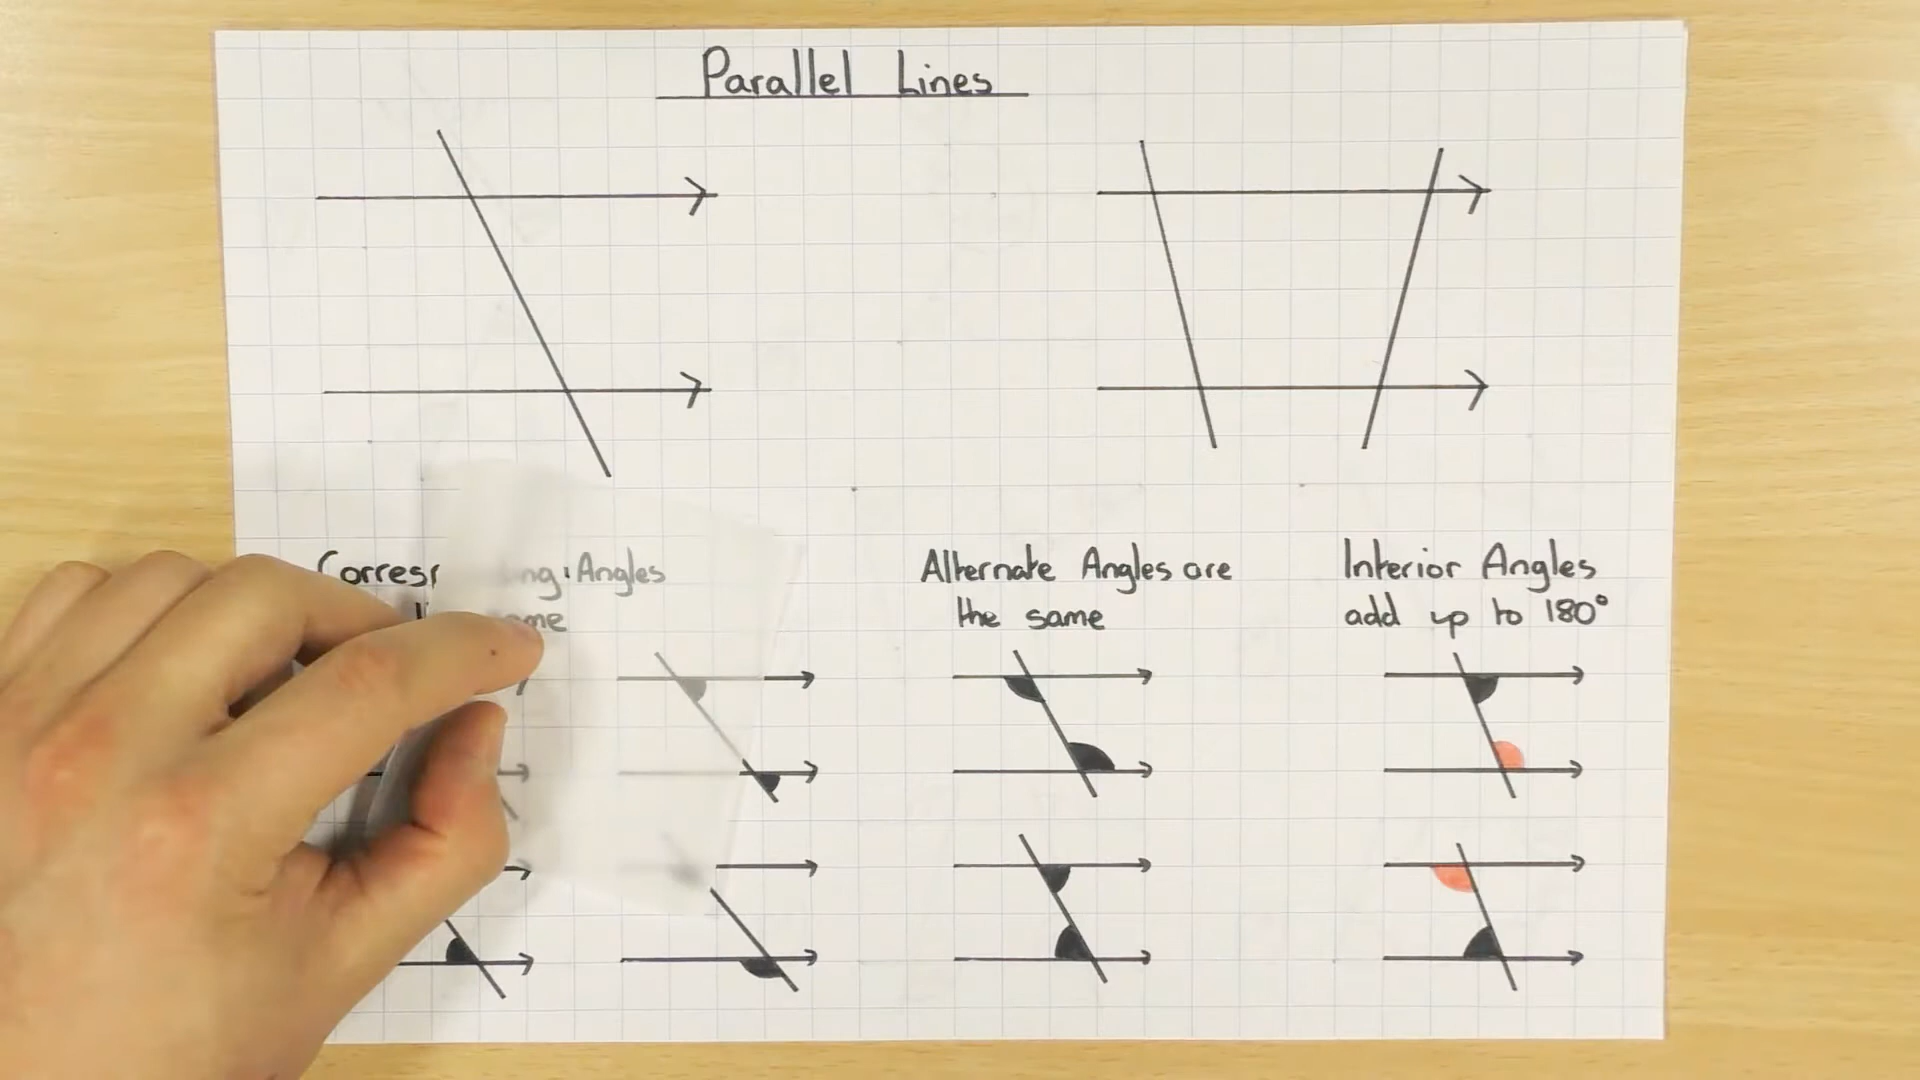 Parallel Lines
Angles
Alternate Angles are
the same
Interior Angles
add up to 180°